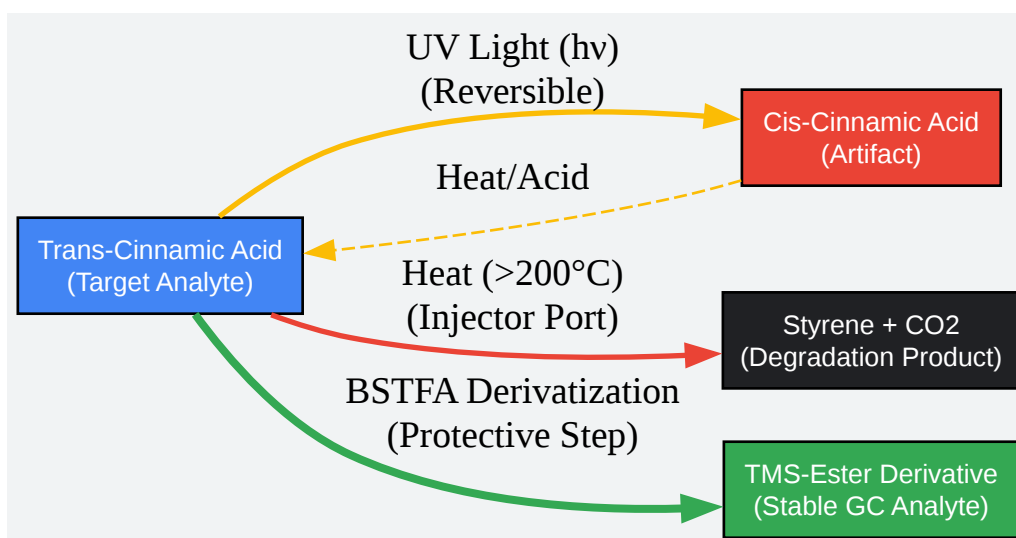 UV Light (hν)
(Reversible)
Cis-Cinnamic Acid
(Artifact)
Heat/Acid
Trans-Cinnamic Acid
(Target Analyte)
Heat (>200°C)
(Injector Port)
Styrene + CO2
(Degradation Product)
BSTFA Derivatization
(Protective Step)
TMS-Ester Derivative
(Stable GC Analyte)